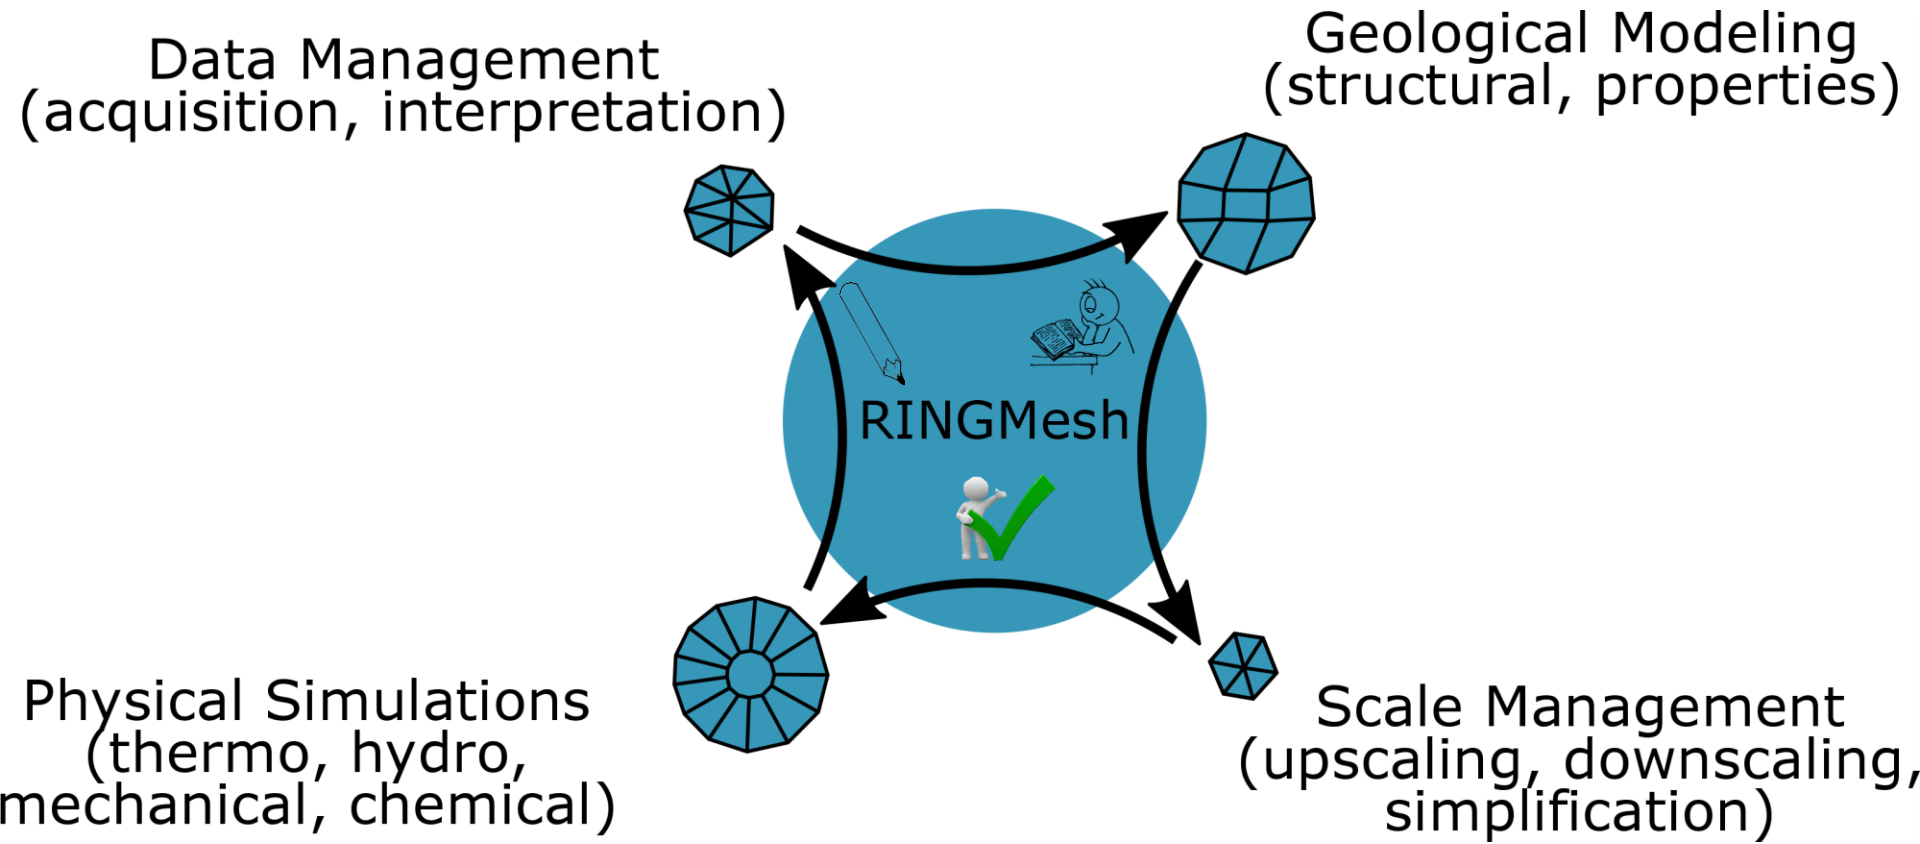 Data Management
(acquisition, interpretation)
Geological Modeling
(structural, properties)
RINGMesh
Physical Simulations
(thermo, hydro,
mechanical, chemical)
Scale Management
(upscaling, downscaling,
simplification)